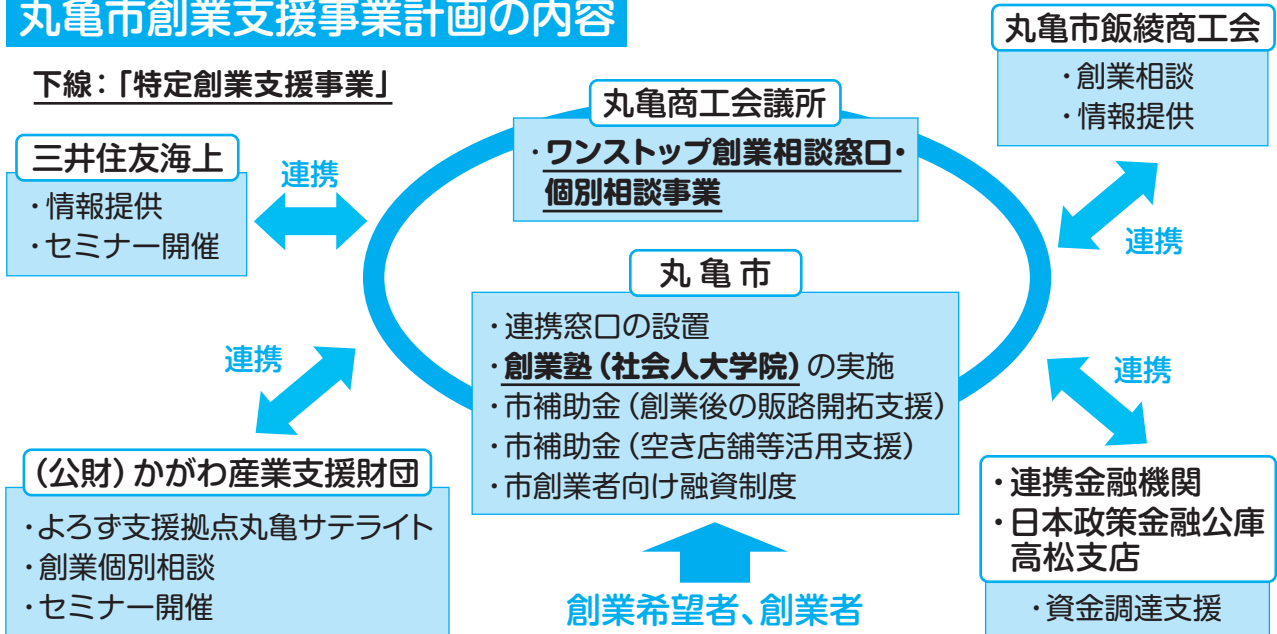 丸亀市創業支援事業計画の内容
下線：「特定創業支援事業」
三井住友海上
・情報提供
・セミナー開催
連携
丸亀商工会議所
・ワンストップ創業相談窓口・
個別相談事業
丸亀市飯綾商工会
・創業相談
・情報提供
連携
丸亀市
・連携窓口の設置
・創業塾（社会人大学院）の実施
・市補助金（創業後の販路開拓支援）
・市補助金（空き店舗等活用支援）
・市創業者向け融資制度
連携
（公財）かがわ産業支援財団
・よろず支援拠点丸亀サテライト
・創業個別相談
・セミナー開催
連携
・連携金融機関
・日本政策金融公庫
高松支店
・資金調達支援
創業希望者、創業者